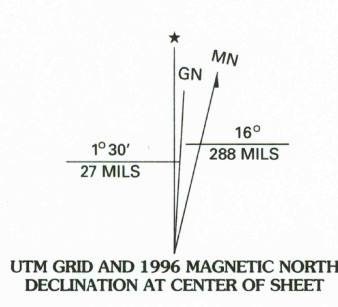 ★
MN
GN
1°30′
27 MILS
16°
288 MILS
UTM GRID AND 1996 MAGNETIC NORTH
DECLINATION AT CENTER OF SHEET